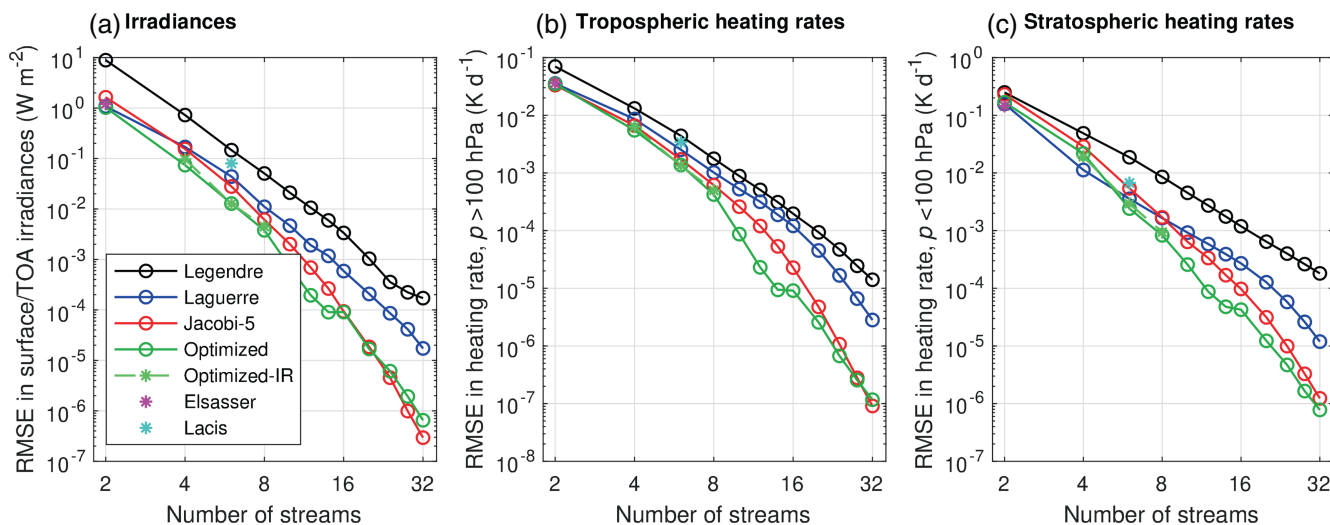 (a) Irradiances
RMSE in surface/TOA irradiances (W m-2)
10^1
10^0
10^-1
10^-2
10^-3
10^-4
10^-5
10^-6
10^-7
Legendre
Laguerre
Jacobi-5
Optimized
Optimized-IR
Elsasser
Lacis
2 4 8 16 32
Number of streams
(b) Tropospheric heating rates
RMSE in heating rate, p > 100 hPa (K d-1)
10^-1
10^-2
10^-3
10^-4
10^-5
10^-6
10^-7
10^-8
2 4 8 16 32
Number of streams
(c) Stratospheric heating rates
RMSE in heating rate, p < 100 hPa (K d-1)
10^0
10^-1
10^-2
10^-3
10^-4
10^-5
10^-6
10^-7
2 4 8 16 32
Number of streams